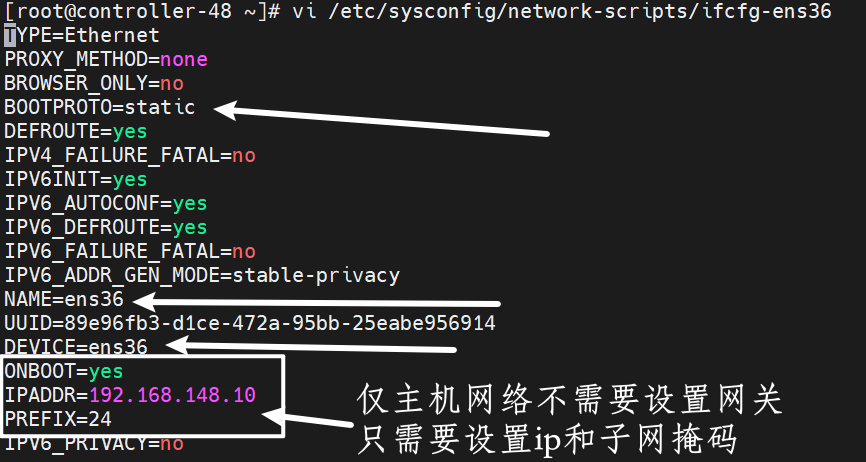 [root@controller-48 ~]# vi /etc/sysconfig/network-scripts/ifcfg-ens36
TYPE=Ethernet
PROXY_METHOD=none
BROWSER_ONLY=no
BOOTPROTO=static
DEFROUTE=yes
IPV4_FAILURE_FATAL=no
IPV6INIT=yes
IPV6_AUTOCONF=yes
IPV6_DEFROUTE=yes
IPV6_FAILURE_FATAL=no
IPV6_ADDR_GEN_MODE=stable-privacy
NAME=ens36
UUID=89e96fb3-d1ce-472a-95bb-25eabe956914
DEVICE=ens36
ONBOOT=yes
IPADDR=192.168.148.10
PREFIX=24
IPV6_PRIVACY=no
仅主机网络不需要设置网关
只需要设置ip和子网掩码